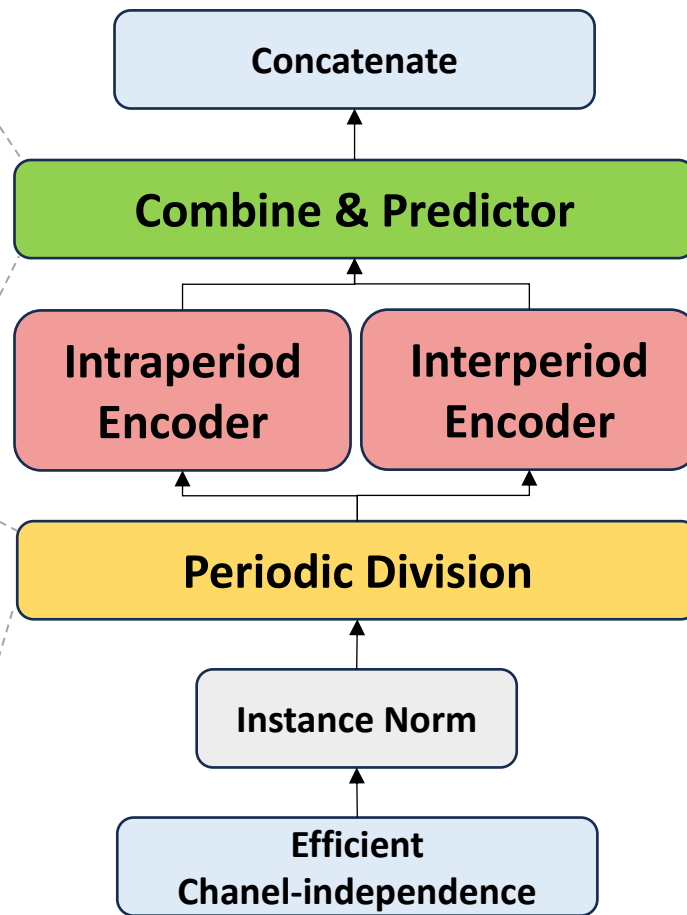 Concatenate
Combine & Predictor
Intraperiod
Encoder
Interperiod
Encoder
Periodic Division
Instance Norm
Efficient
Chanel-independence